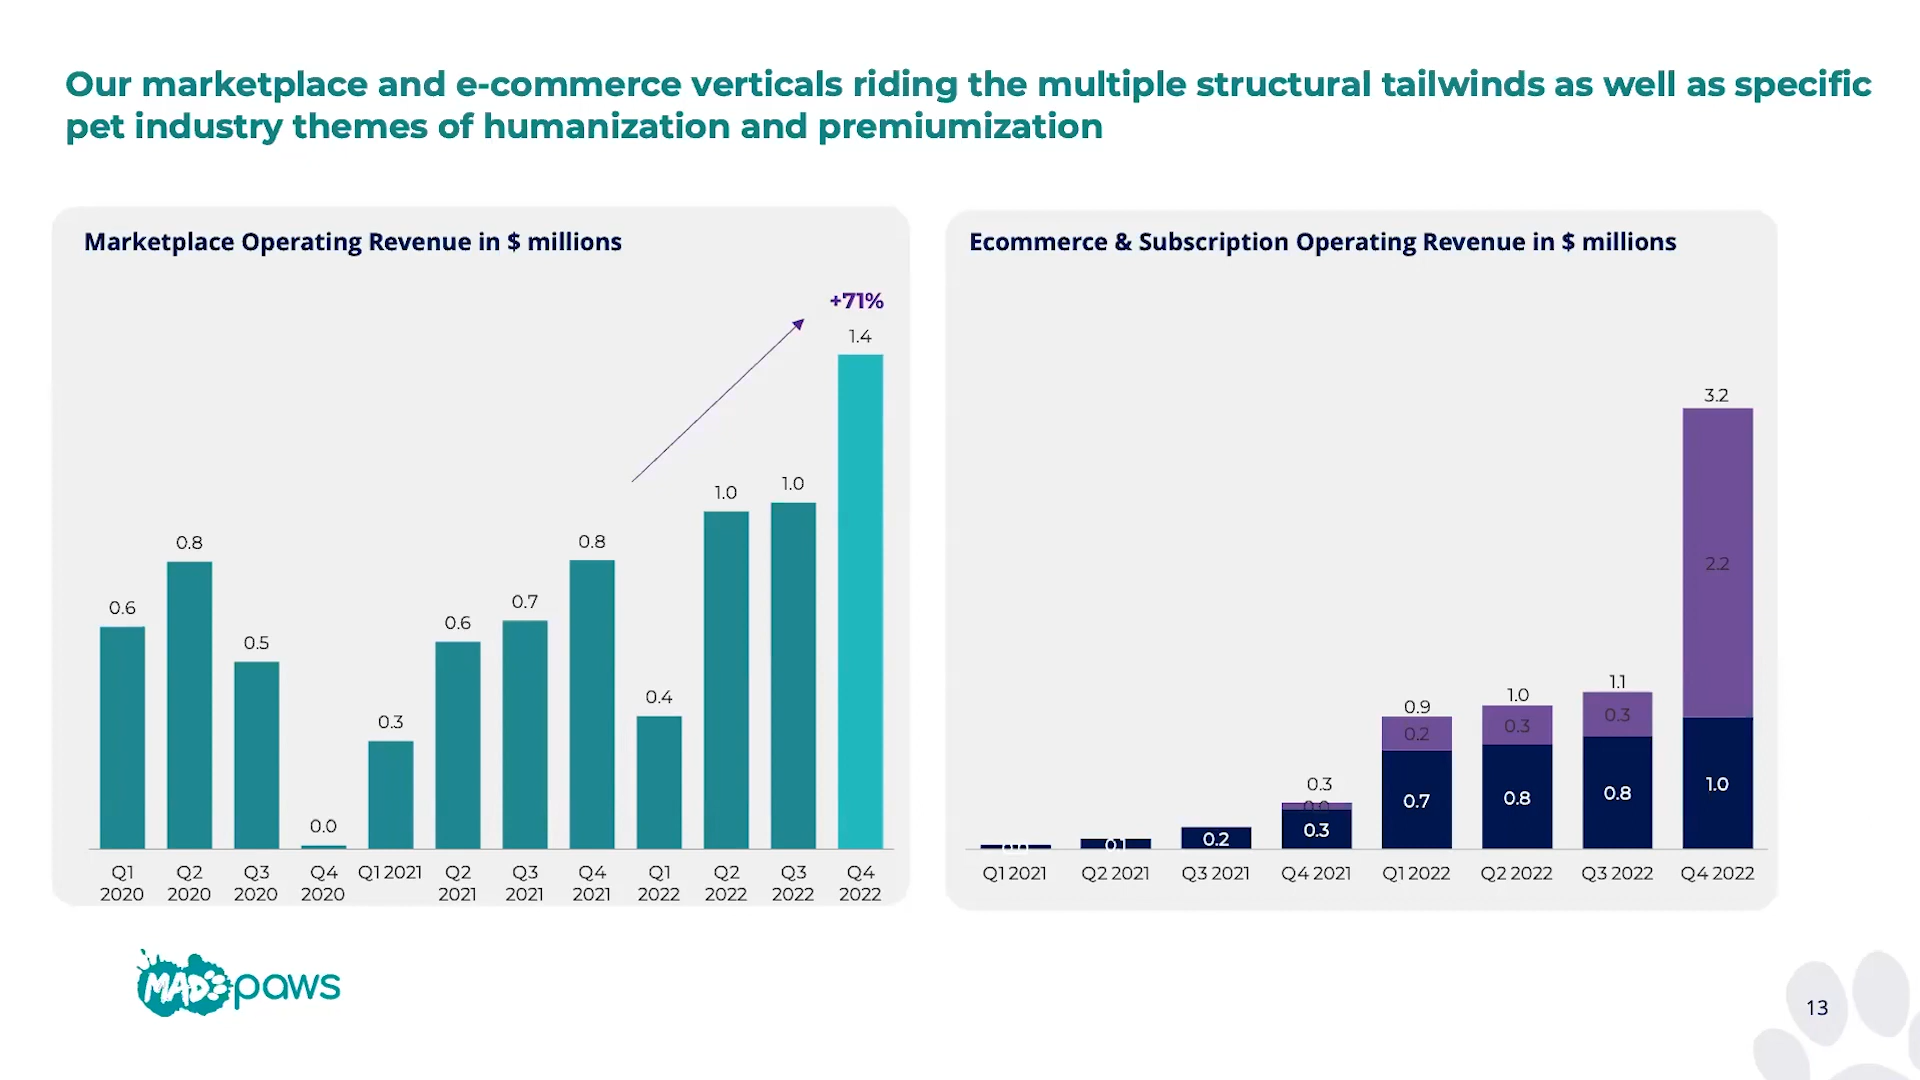 Our marketplace and e-commerce verticals riding the multiple structural tailwinds as well as specific
pet industry themes of humanization and premiumization
Marketplace Operating Revenue in $ millions
+71%
1.4
1.0
1.0
0.8
0.8
0.7
0.6
0.6
0.5
0.4
0.3
0.0
Q1 2020
Q2 2020
Q3 2020
Q4 2020
Q1 2021
Q2 2021
Q3 2021
Q4 2021
Q1 2022
Q2 2022
Q3 2022
Q4 2022
Ecommerce & Subscription Operating Revenue in $ millions
3.2
2.2
1.0
1.1
0.3
0.8
1.0
0.3
0.8
0.9
0.2
0.7
0.3
0.0
0.3
0.2
0.1
0.0
Q1 2021
Q2 2021
Q3 2021
Q4 2021
Q1 2022
Q2 2022
Q3 2022
Q4 2022
MAD paws
13